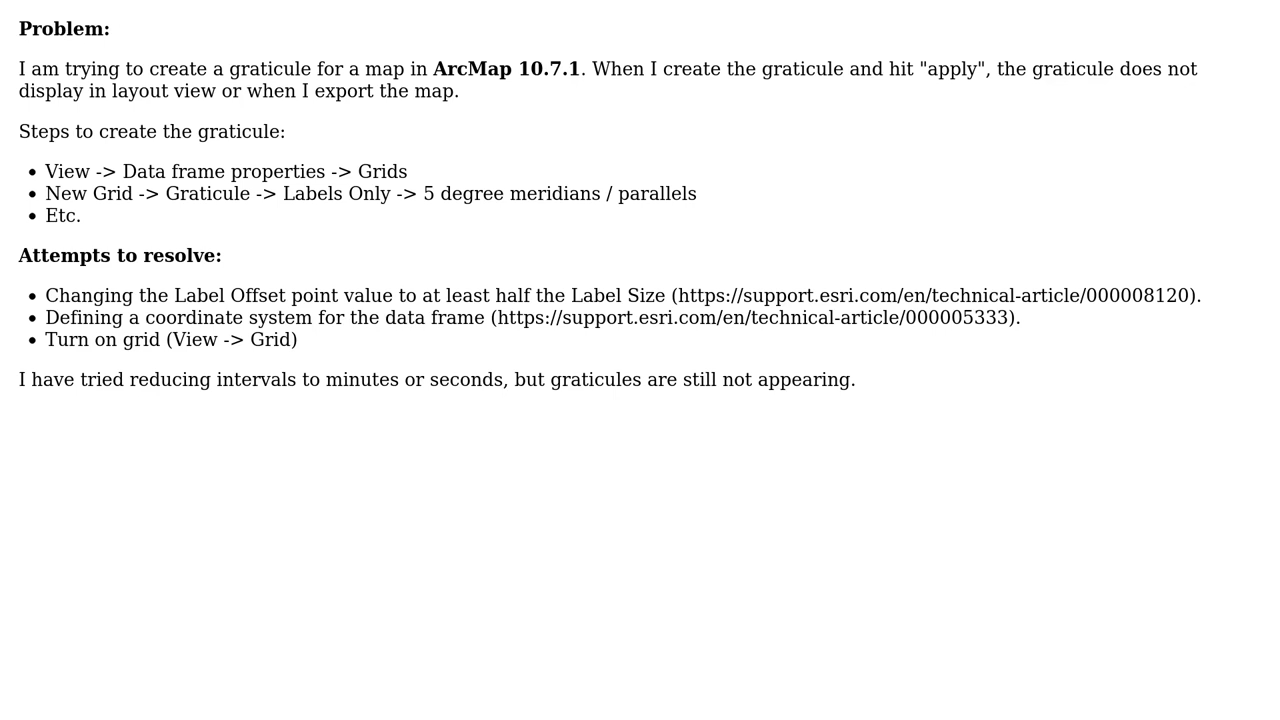 Problem:
I am trying to create a graticule for a map in ArcMap 10.7.1. When I create the graticule and hit "apply", the graticule does not
display in layout view or when I export the map.
Steps to create the graticule:
• View -> Data frame properties -> Grids
• New Grid -> Graticule -> Labels Only -> 5 degree meridians / parallels
• Etc.
Attempts to resolve:
• Changing the Label Offset point value to at least half the Label Size (https://support.esri.com/en/technical-article/000008120).
• Defining a coordinate system for the data frame (https://support.esri.com/en/technical-article/000005333).
• Turn on grid (View -> Grid)
I have tried reducing intervals to minutes or seconds, but graticules are still not appearing.